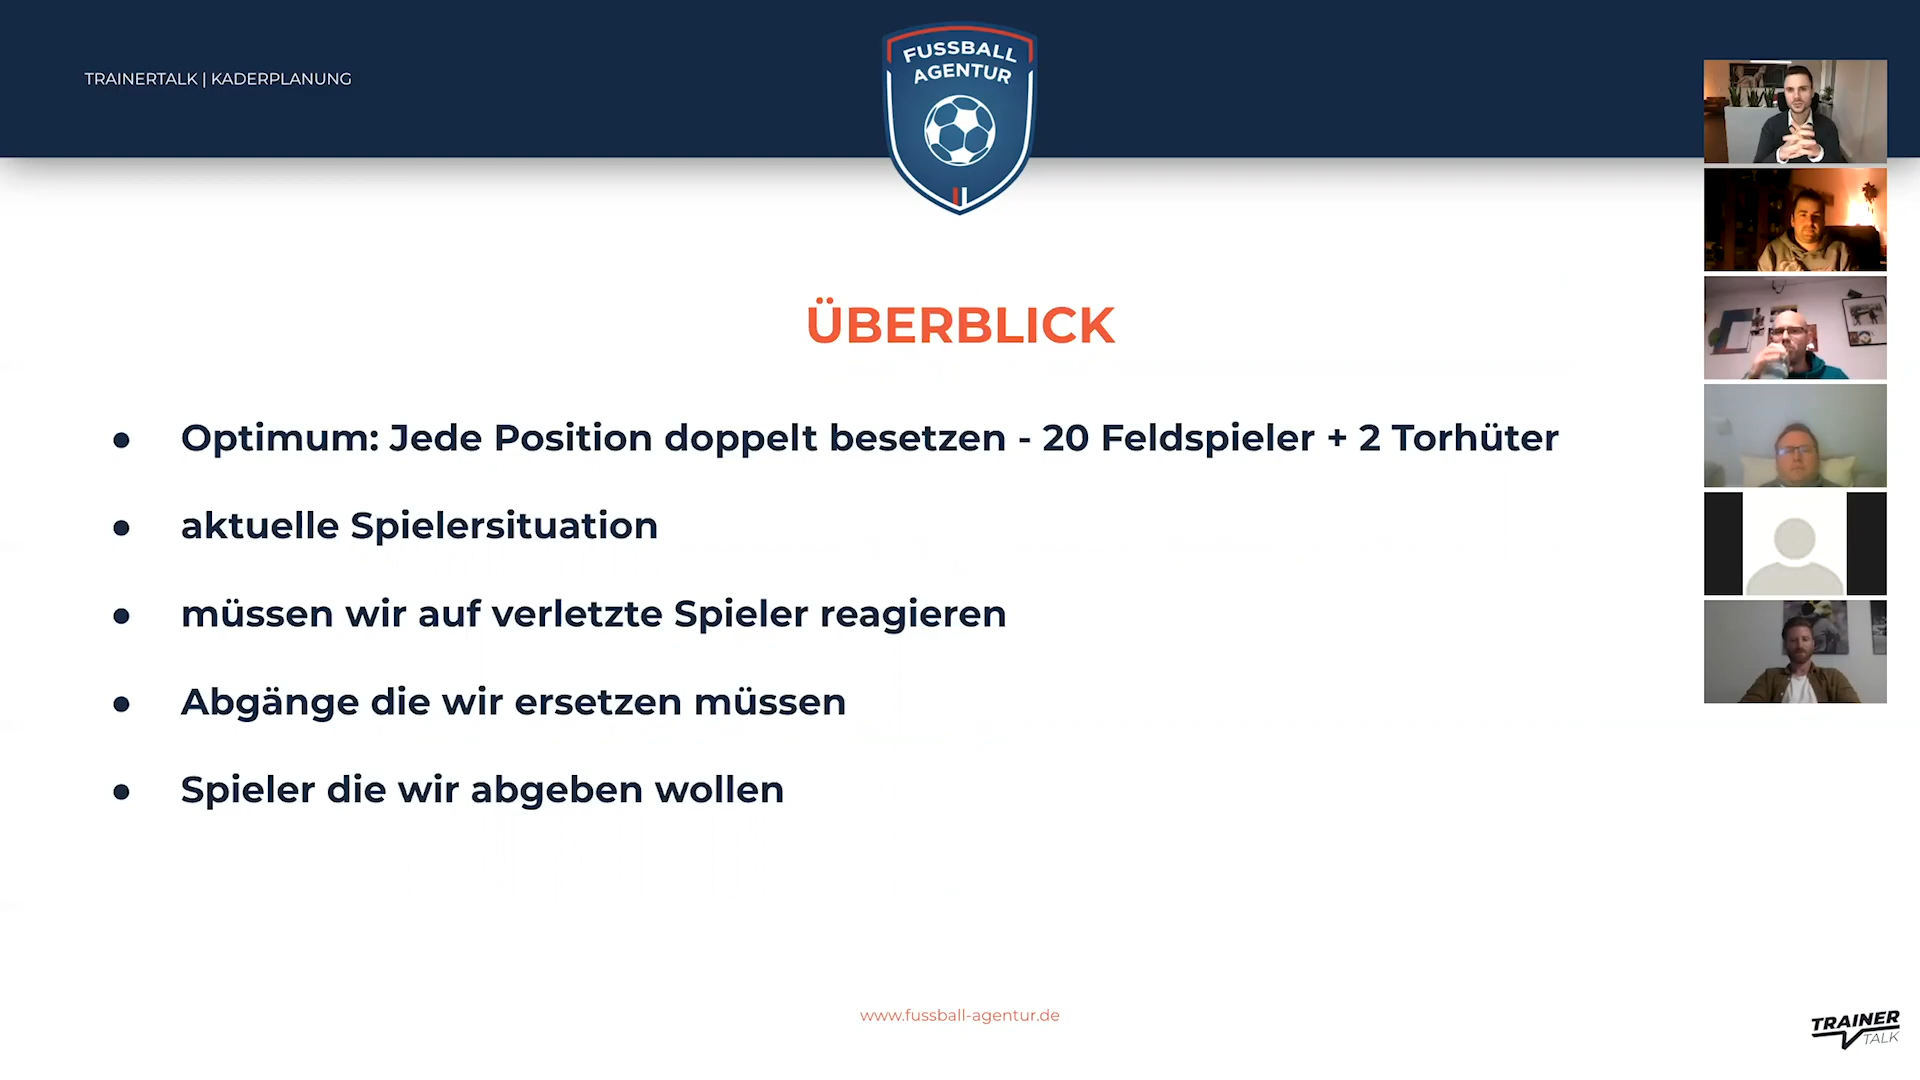 TRAINERTALK | KADERPLANUNG
FUSSBALL
AGENTUR
ÜBERBLICK
● Optimum: Jede Position doppelt besetzen - 20 Feldspieler + 2 Torhüter
● aktuelle Spielersituation
● müssen wir auf verletzte Spieler reagieren
● Abgänge die wir ersetzen müssen
● Spieler die wir abgeben wollen
www.fussball-agentur.de
TRAINER
TALK